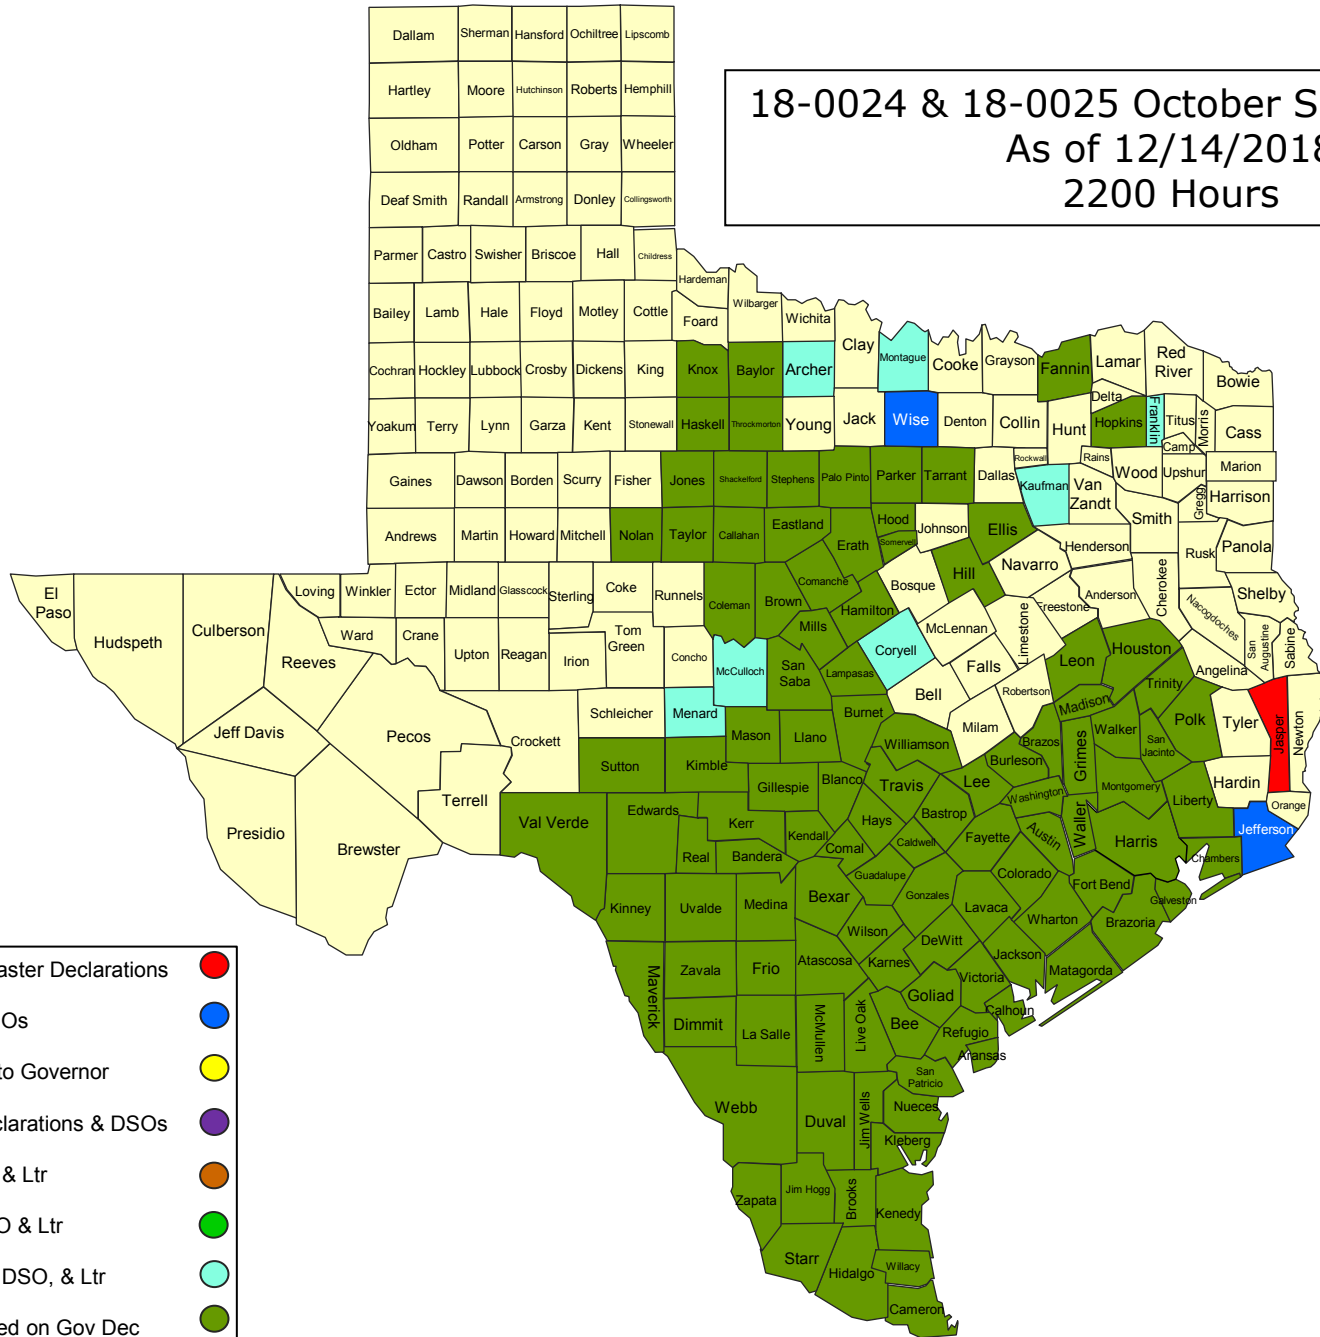 18-0024 & 18-0025 October S
As of 12/14/2018
2200 Hours
Dallam Sherman Hansford Ochiltree Lipscomb
Hartley Moore Hutchinson Roberts Hemphill
Oldham Potter Carson Gray Wheeler
Deaf Smith Randall Armstrong Donley Collingsworth
Parmer Castro Swisher Briscoe Hall Childress
Hardeman
Bailey Lamb Hale Floyd Motley Cottle Foard Wilbarger Wichita
Clay Montague Cooke Grayson Fannin Lamar Red
River Bowie
Cochran Hockley Lubbock Crosby Dickens King Knox Baylor Archer
Delta
Yoakum Terry Lynn Garza Kent Stonewall Haskell Throckmorton Young Jack Wise Denton Collin Hunt Hopkins Franklin Titus Morris Cass
Camp
Rockwall Rains
Gaines Dawson Borden Scurry Fisher Jones Shackelford Stephens Palo Pinto Parker Tarrant Dallas Kaufman Van
Zandt Wood Upshur Marion
Gregg Harrison
Andrews Martin Howard Mitchell Nolan Taylor Callahan Eastland Erath Hood Somervell Johnson Ellis Henderson Smith Rusk Panola
El
Paso Hudspeth Culberson Loving Winkler Ector Midland Glasscock Sterling Coke Runnels Coleman Brown Comanche Bosque Hill Navarro Anderson Cherokee Shelby
Hamilton Freestone Nacogdoches
Reeves Ward Crane Upton Reagan Irion Tom
Green Concho McCulloch San
Saba Mills Lampasas Coryell McLennan Falls Limestone Leon Houston Angelina San
Augustine Sabine
Jeff Davis Pecos Crockett Schleicher Menard Mason Llano Burnet Bell Milam Robertson Madison Trinity Polk Tyler Jasper Newton
Presidio Brewster Terrell Val Verde Sutton Kimble Gillespie Blanco Williamson Travis Lee Burleson Brazos Grimes Walker San
Jacinto Hardin Orange
Edwards Kerr Kendall Hays Bastrop Washington Waller Montgomery Liberty Jefferson
Real Bandera Comal Caldwell Fayette Austin Harris Chambers
Kinney Uvalde Medina Bexar Guadalupe Gonzales Lavaca Colorado Fort Bend Galveston
Wilson Wharton Brazoria
Maverick Zavala Frio Atascosa Karnes DeWitt Jackson Matagorda
Victoria
Dimmit La Salle McMullen Live Oak Bee Goliad Refugio Calhoun
Aransas
San
Patricio
Webb Duval Jim Wells Nueces
Kleberg
Zapata Jim Hogg Brooks Kenedy
Starr Hidalgo Willacy
Cameron
aster Declarations
Os
to Governor
clarations & DSOs
& Ltr
O & Ltr
DSO, & Ltr
ed on Gov Dec